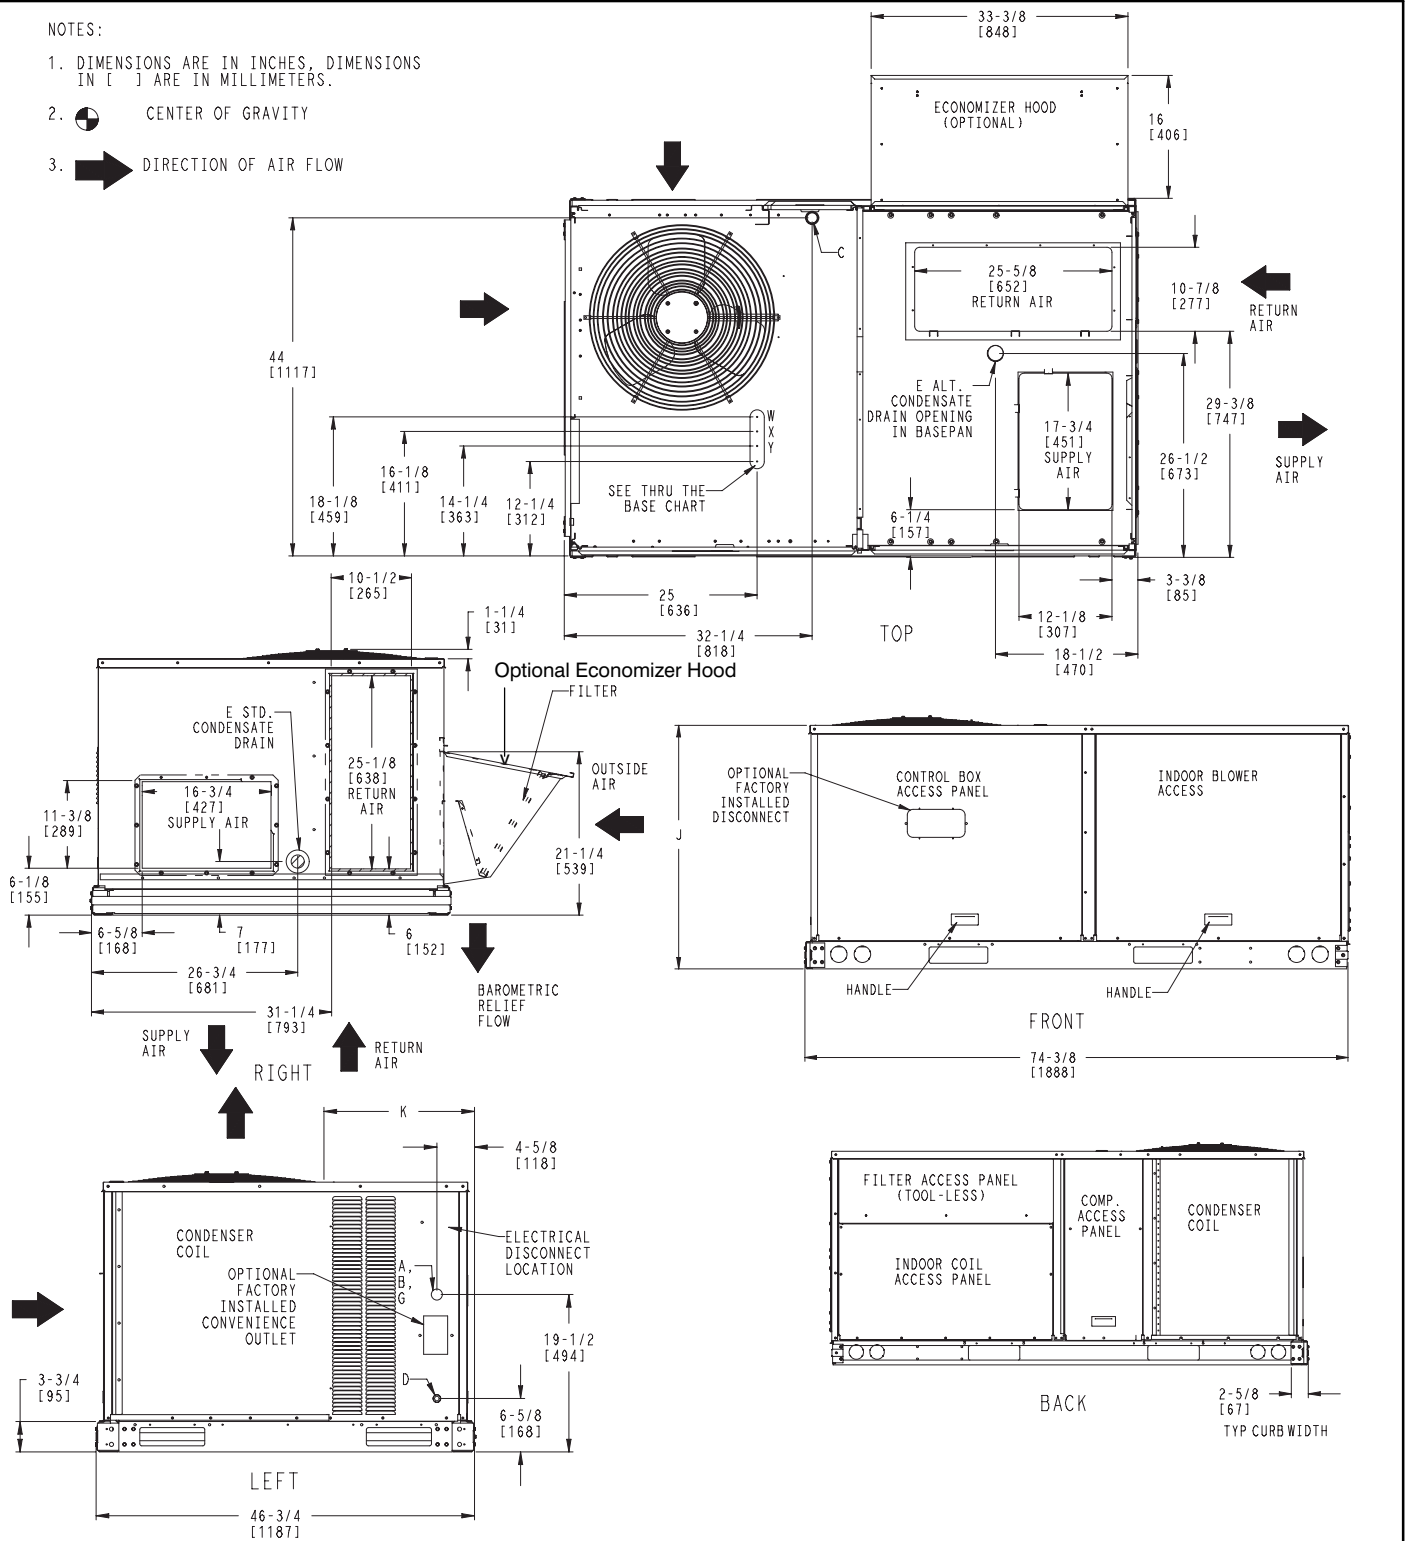 NOTES:
1. DIMENSIONS ARE IN INCHES, DIMENSIONS
IN [ ] ARE IN MILLIMETERS.
2. CENTER OF GRAVITY
3. DIRECTION OF AIR FLOW
33-3/8
[848]
ECONOMIZER HOOD
(OPTIONAL)
16
[406]
C
25-5/8
[652]
RETURN AIR
10-7/8
[277]
RETURN
AIR
44
[1117]
E ALT.
CONDENSATE
DRAIN OPENING
IN BASEPAN
29-3/8
[747]
W
X
Y
17-3/4
[451]
SUPPLY
AIR
26-1/2
[673]
SUPPLY
AIR
16-1/8
[411]
18-1/8
[459]
14-1/4
[363]
12-1/4
[312]
SEE THRU THE
BASE CHART
6-1/4
[157]
10-1/2
[265]
25
[636]
3-3/8
[85]
1-1/4
[31]
32-1/4
[818]
TOP
12-1/8
[307]
18-1/2
[470]
Optional Economizer Hood
FILTER
E STD.
CONDENSATE
DRAIN
25-1/8
[638]
RETURN
AIR
OUTSIDE
AIR
16-3/4
[427]
SUPPLY AIR
11-3/8
[289]
21-1/4
[539]
6-1/8
[155]
6-5/8
[168]
7
[177]
6
[152]
26-3/4
[681]
BAROMETRIC
RELIEF
FLOW
31-1/4
[793]
SUPPLY
AIR
RETURN
AIR
RIGHT
OPTIONAL
FACTORY
INSTALLED
DISCONNECT
CONTROL BOX
ACCESS PANEL
INDOOR BLOWER
ACCESS
J
HANDLE
HANDLE
FRONT
74-3/8
[1888]
K
4-5/8
[118]
CONDENSER
COIL
ELECTRICAL
DISCONNECT
LOCATION
OPTIONAL
FACTORY
INSTALLED
CONVENIENCE
OUTLET
A,
B,
G
19-1/2
[494]
3-3/4
[95]
D
6-5/8
[168]
LEFT
46-3/4
[1187]
FILTER ACCESS PANEL
(TOOL-LESS)
COMP.
ACCESS
PANEL
CONDENSER
COIL
INDOOR COIL
ACCESS PANEL
BACK
2-5/8
[67]
TYP CURB WIDTH